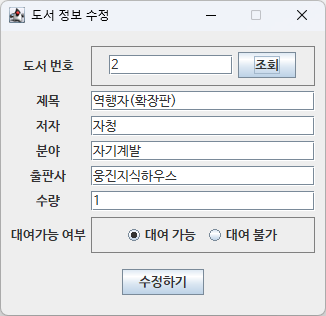 도서 정보 수정
도서 번호 2 조회
제목 역행자(확장판)
저자 자청
분야 자기계발
출판사 웅진지식하우스
수량 1
대여가능 여부 대여 가능 대여 불가
수정하기